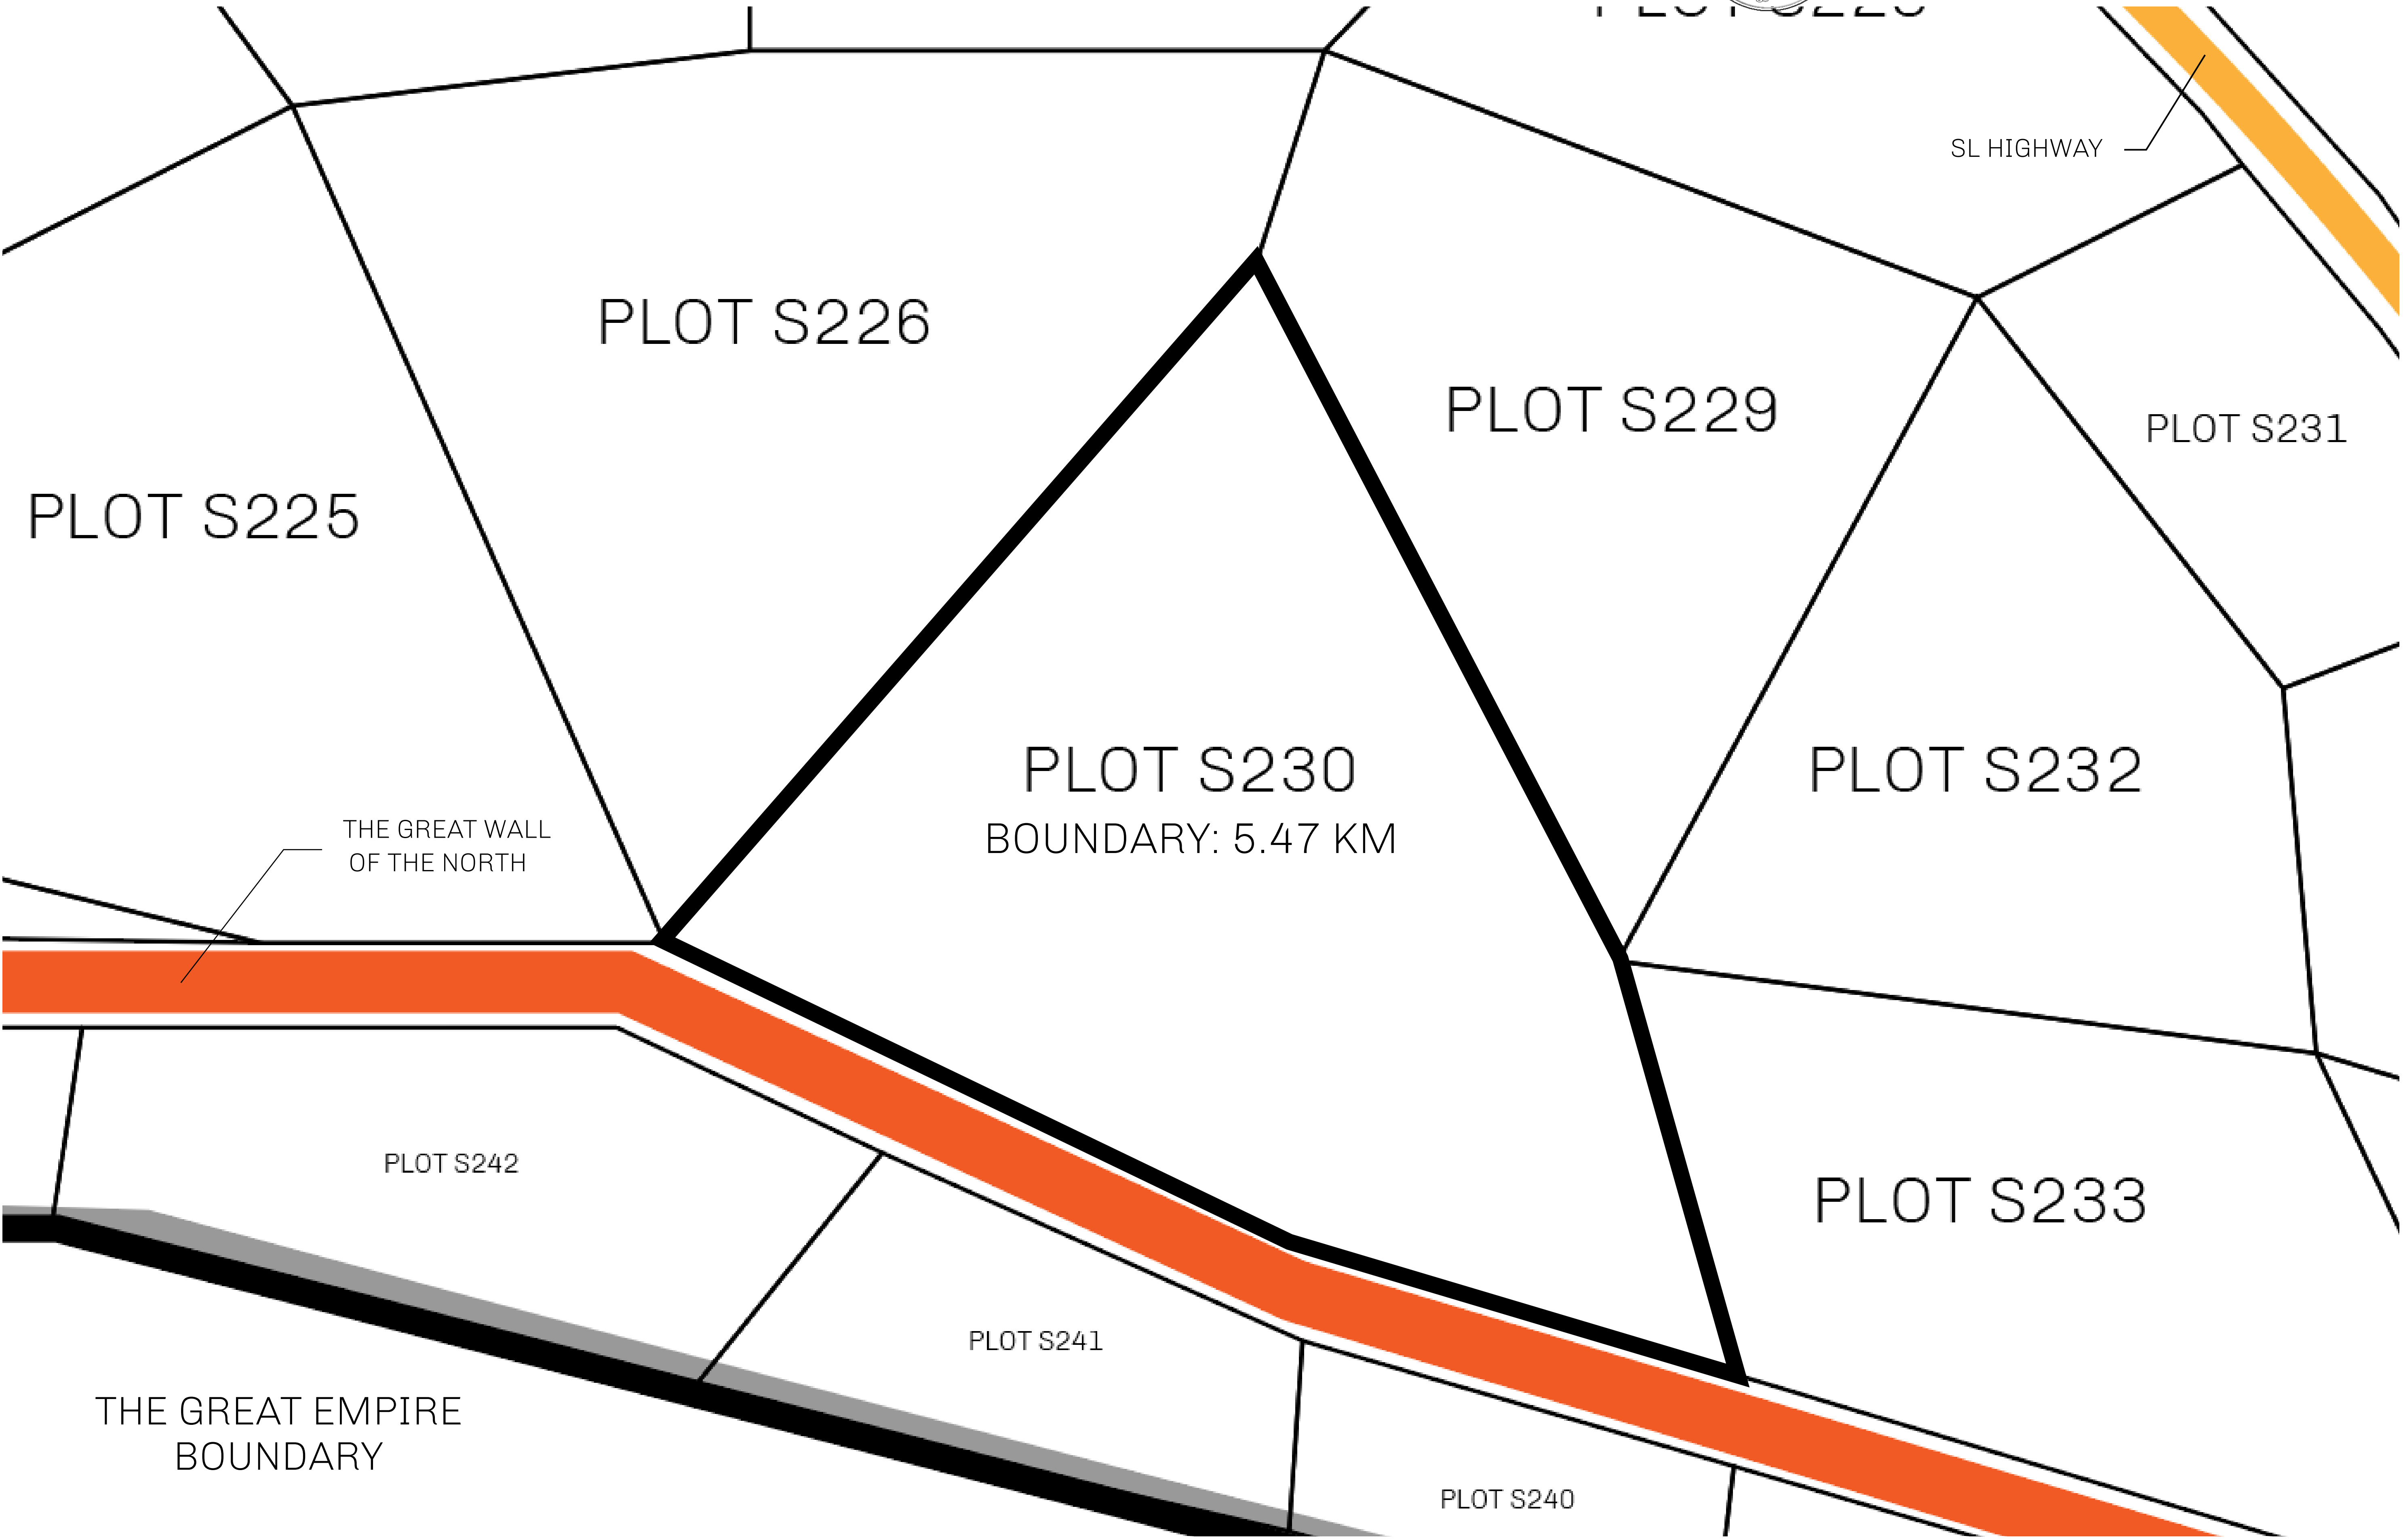 SL HIGHWAY
PLOT S226
PLOT S229
PLOT S231
PLOT S225
PLOT S230
BOUNDARY: 5.47 KM
PLOT S232
THE GREAT WALL
OF THE NORTH
PLOT S242
PLOT S233
PLOT S241
THE GREAT EMPIRE
BOUNDARY
PLOT S240